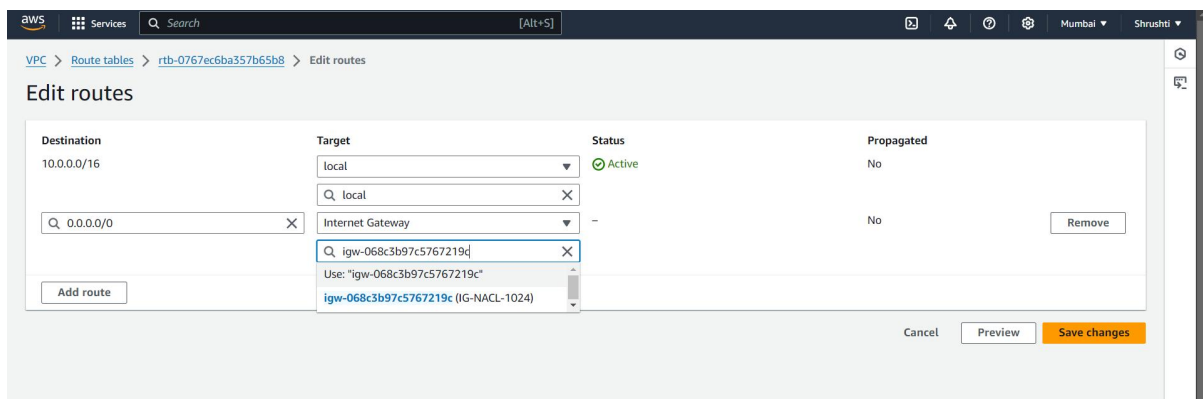 aws Services Search [Alt+S] Mumbai Shrushti
VPC > Route tables > rtb-0767ec6ba357b65b8 > Edit routes
Edit routes
Destination Target Status Propagated
10.0.0.0/16 local Active No
local
0.0.0.0/0 Internet Gateway – No Remove
igw-068c3b97c5767219c
Use: "igw-068c3b97c5767219c"
Add route igw-068c3b97c5767219c (IG-NACL-1024)
Cancel Preview Save changes